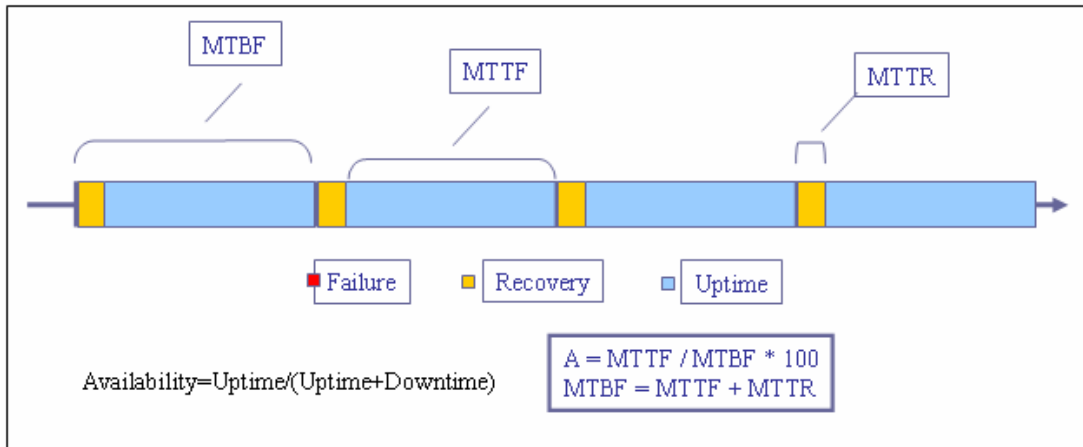 MTBF
MTTF
MTTR
Failure
Recovery
Uptime
Availability=Uptime/(Uptime+Downtime)
A = MTTF / MTBF * 100
MTBF = MTTF + MTTR